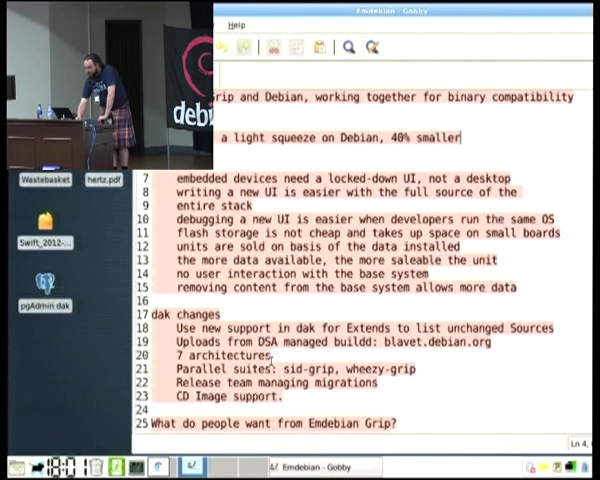 Emdebian - Gobby
Help
rip and Debian, working together for binary compatibility
a light squeeze on Debian, 40% smaller
debi
Wastebasket
hertz.pdf
Swift_2012-...
pgAdmin dak
7 embedded devices need a locked-down UI, not a desktop
8 writing a new UI is easier with the full source of the
9 entire stack
10 debugging a new UI is easier when developers run the same OS
11 flash storage is not cheap and takes up space on small boards
12 units are sold on basis of the data installed
13 the more data available, the more saleable the unit
14 no user interaction with the base system
15 removing content from the base system allows more data
16
17 dak changes
18 Use new support in dak for Extends to list unchanged Sources
19 Uploads from DSA managed buildd: blavet.debian.org
20 7 architectures
21 Parallel suites: sid-grip, wheezy-grip
22 Release team managing migrations
23 CD Image support.
24
25 What do people want from Emdebian Grip?
Ln 4,
18:01
Emdebian - Gobby